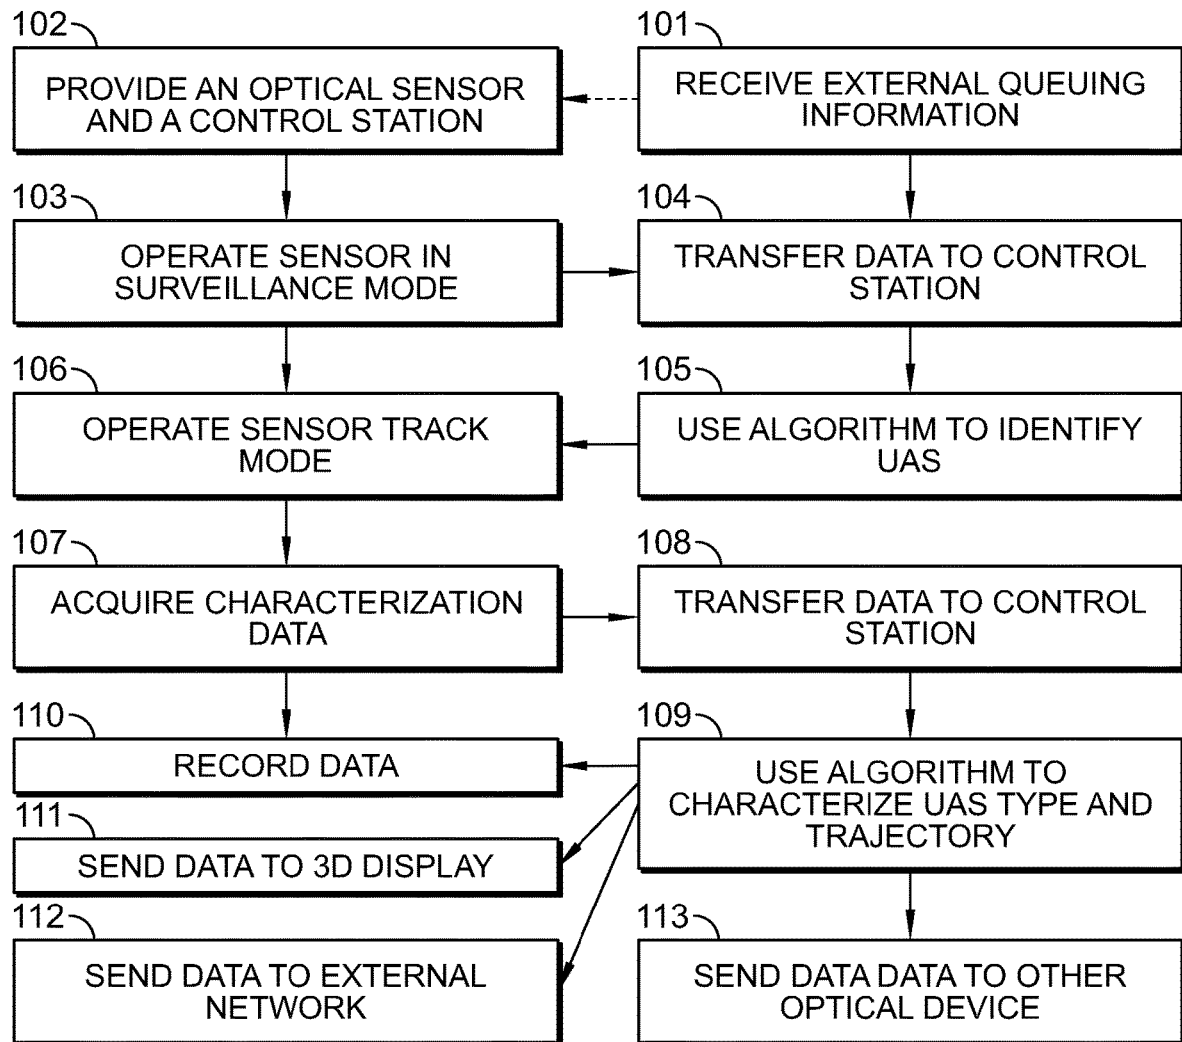 102
PROVIDE AN OPTICAL SENSOR
AND A CONTROL STATION
101
RECEIVE EXTERNAL QUEUING
INFORMATION
103
OPERATE SENSOR IN
SURVEILLANCE MODE
104
TRANSFER DATA TO CONTROL
STATION
106
OPERATE SENSOR TRACK
MODE
105
USE ALGORITHM TO IDENTIFY
UAS
107
ACQUIRE CHARACTERIZATION
DATA
108
TRANSFER DATA TO CONTROL
STATION
110
RECORD DATA
109
USE ALGORITHM TO
CHARACTERIZE UAS TYPE AND
TRAJECTORY
111
SEND DATA TO 3D DISPLAY
112
SEND DATA TO EXTERNAL
NETWORK
113
SEND DATA DATA TO OTHER
OPTICAL DEVICE